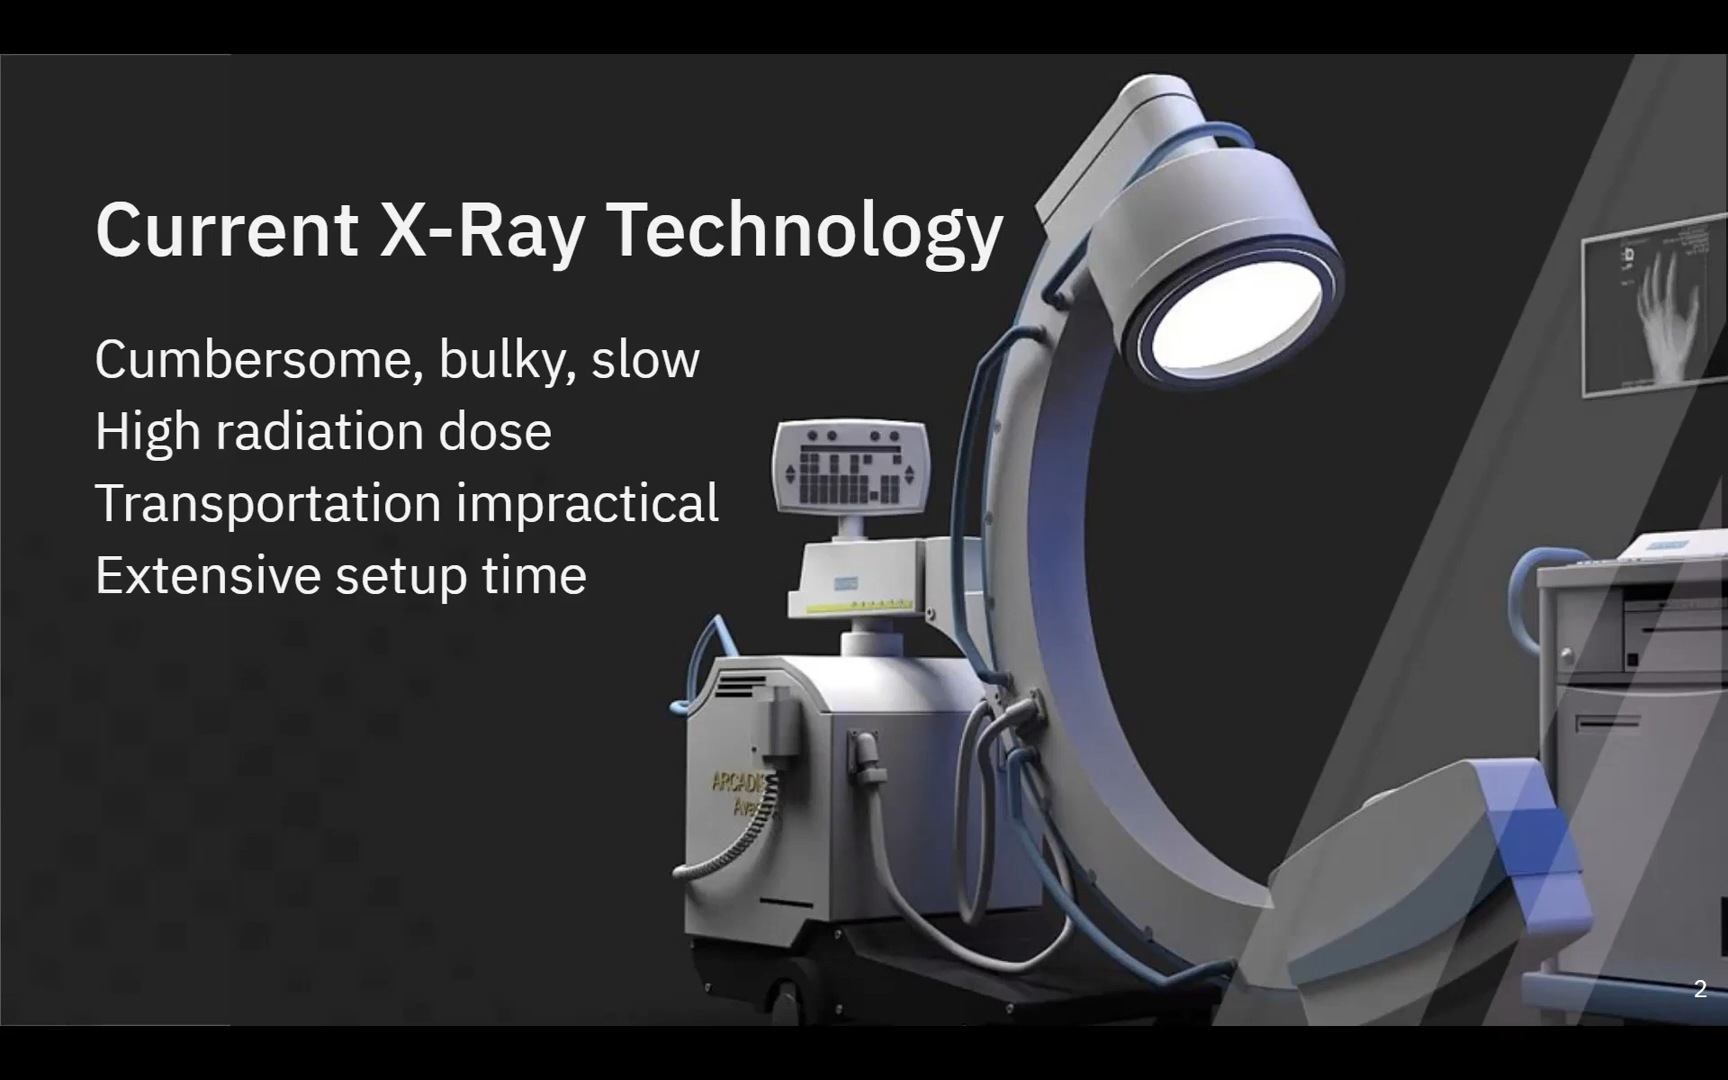 Current X-Ray Technology
Cumbersome, bulky, slow
High radiation dose
Transportation impractical
Extensive setup time
2